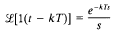 ℒ[1(t − kT)] = e^{−kTs} / s